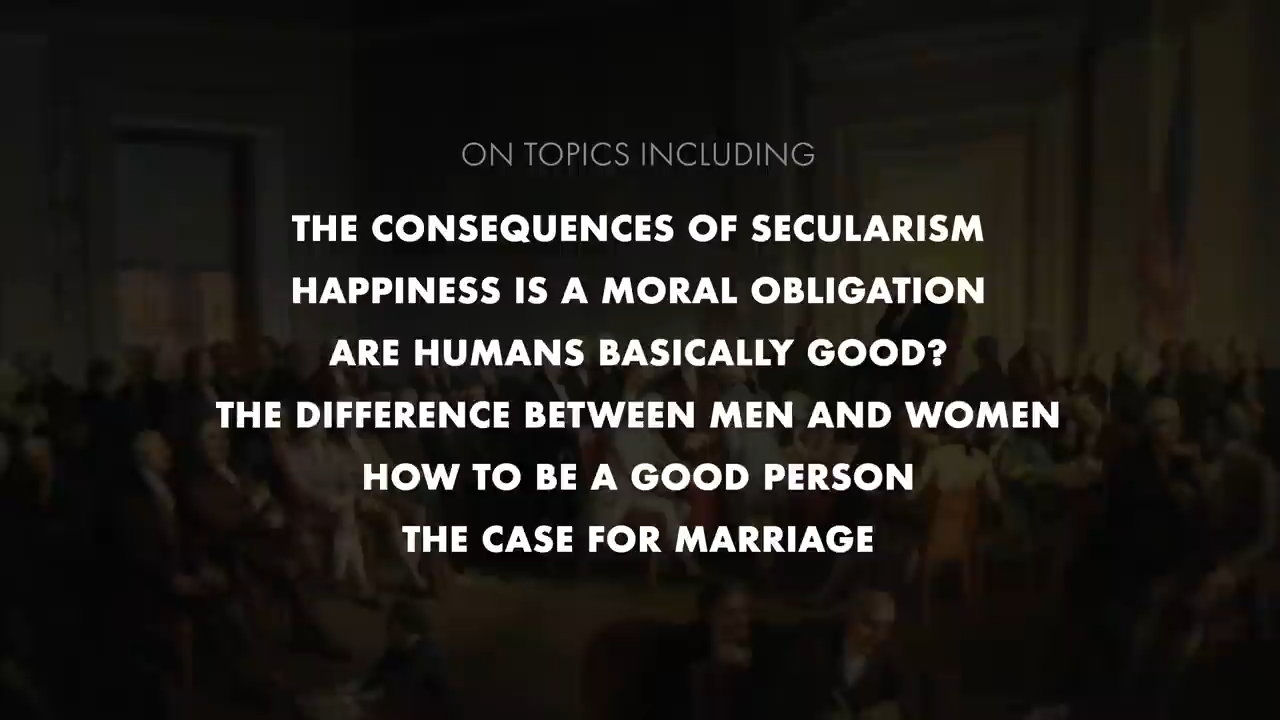 ON TOPICS INCLUDING
THE CONSEQUENCES OF SECULARISM
HAPPINESS IS A MORAL OBLIGATION
ARE HUMANS BASICALLY GOOD?
THE DIFFERENCE BETWEEN MEN AND WOMEN
HOW TO BE A GOOD PERSON
THE CASE FOR MARRIAGE